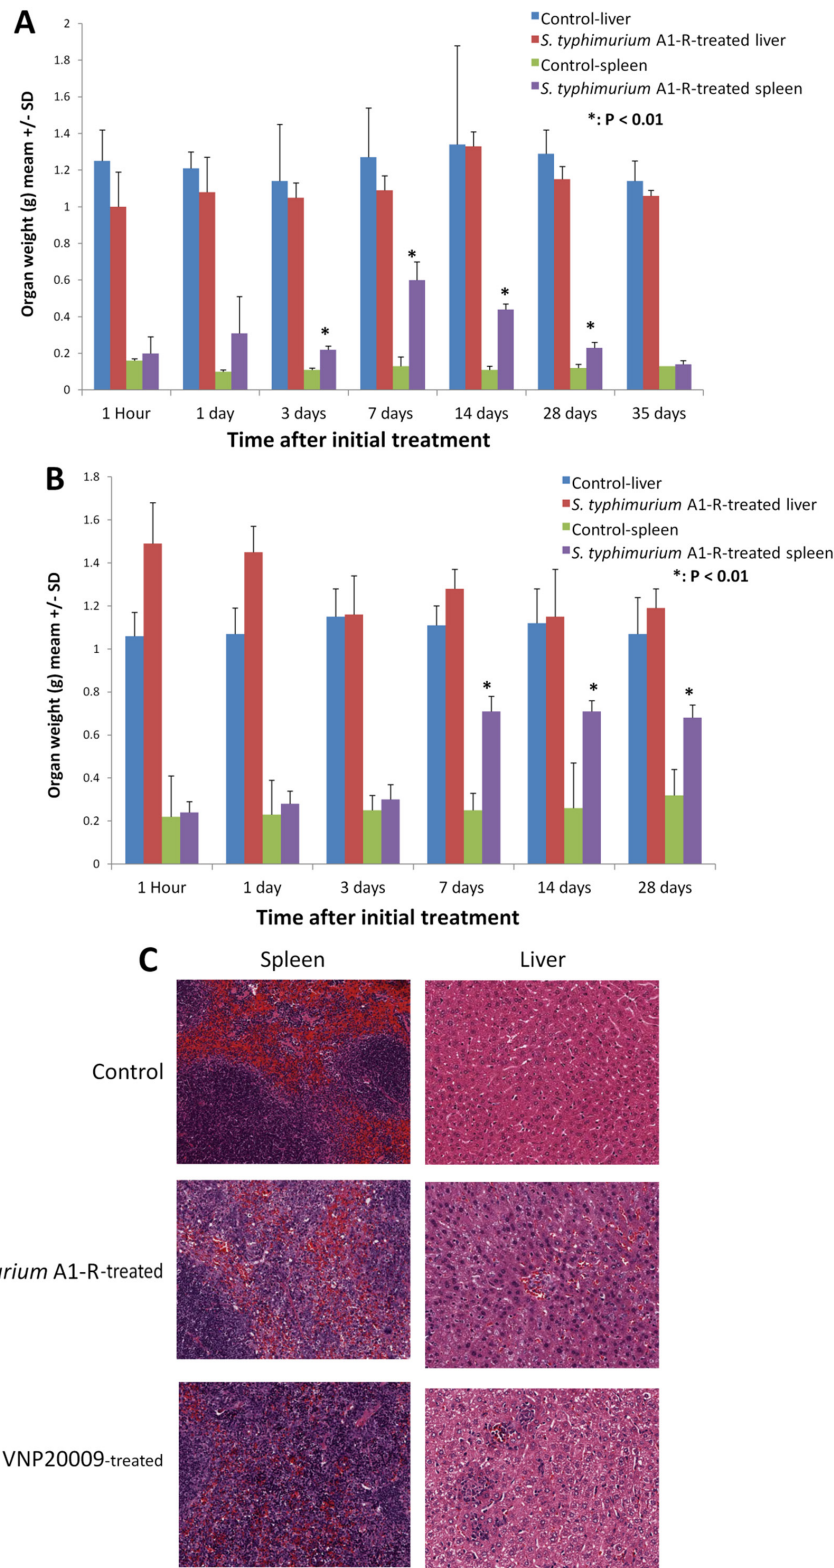 A
Control-liver
S. typhimurium A1-R-treated liver
Control-spleen
S. typhimurium A1-R-treated spleen
*: P < 0.01
Organ weight (g) meam +/- SD
2
1.8
1.6
1.4
1.2
1
0.8
0.6
0.4
0.2
0
*
*
*
*
1 Hour 1 day 3 days 7 days 14 days 28 days 35 days
Time after initial treatment
B
Control-liver
S. typhimurium A1-R-treated liver
Control-spleen
S. typhimurium A1-R-treated spleen
*: P < 0.01
Organ weight (g) meam +/- SD
1.8
1.6
1.4
1.2
1
0.8
0.6
0.4
0.2
0
* * *
1 Hour 1 day 3 days 7 days 14 days 28 days
Time after initial treatment
C
Spleen Liver
Control
urium A1-R-treated
VNP20009-treated